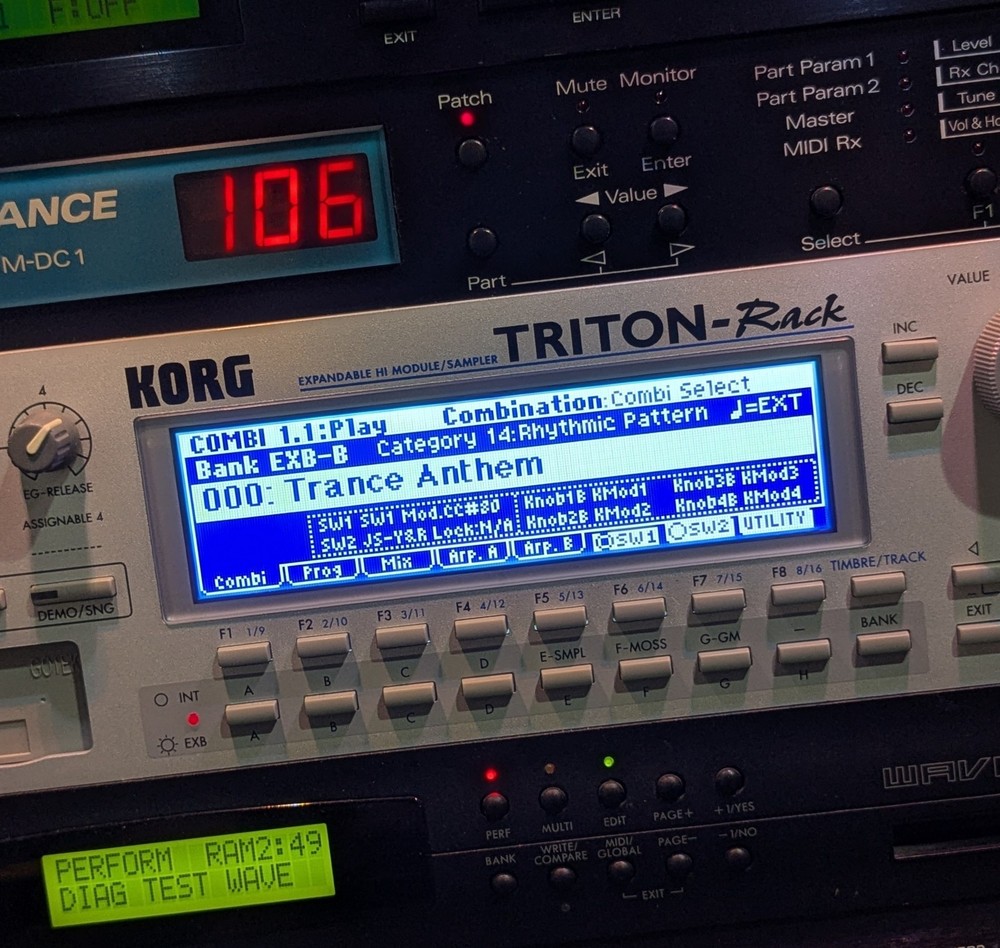 F:OFF
EXIT
ENTER
Patch
Mute
Monitor
Part Param 1
Part Param 2
Master
MIDI Rx
Level
Rx Ch
Tune
Vol &
Exit
Enter
Value
Part
Select
F1
ANCE
M-DC1
106
VALUE
KORG
EXPANDABLE HI MODULE/SAMPLER
TRITON-Rack
INC
DEC
4
EG-RELEASE
ASSIGNABLE 4
DEMO/SNG
COMBI 1.1:Play Combination:Combi Select
Bank EXB-B Category 14:Rhythmic Pattern ♩=EXT
000: Trance Anthem
SW1 SW1 Mod.CC#80 Knob1B KMod1 Knob3B KMod3
SW2 JS-Y&R Lock:N/A Knob2B KMod2 Knob4B KMod4
Combi Prog Mix Arp. A Arp. B SW1 SW2 UTILITY
F1 1/9 F2 2/10 F3 3/11 F4 4/12 F5 5/13 F6 6/14 F7 7/15 F8 8/16 TIMBRE/TRACK
A B C D E-SMPL F-MOSS G-GM – BANK
A B C D E F G H
INT
EXB
EXIT
PERF MULTI EDIT PAGE+ +1/YES
BANK WRITE/COMPARE MIDI/GLOBAL PAGE– –1/NO
EXIT
WAV
PERFORM RAM2:49
DIAG TEST WAVE